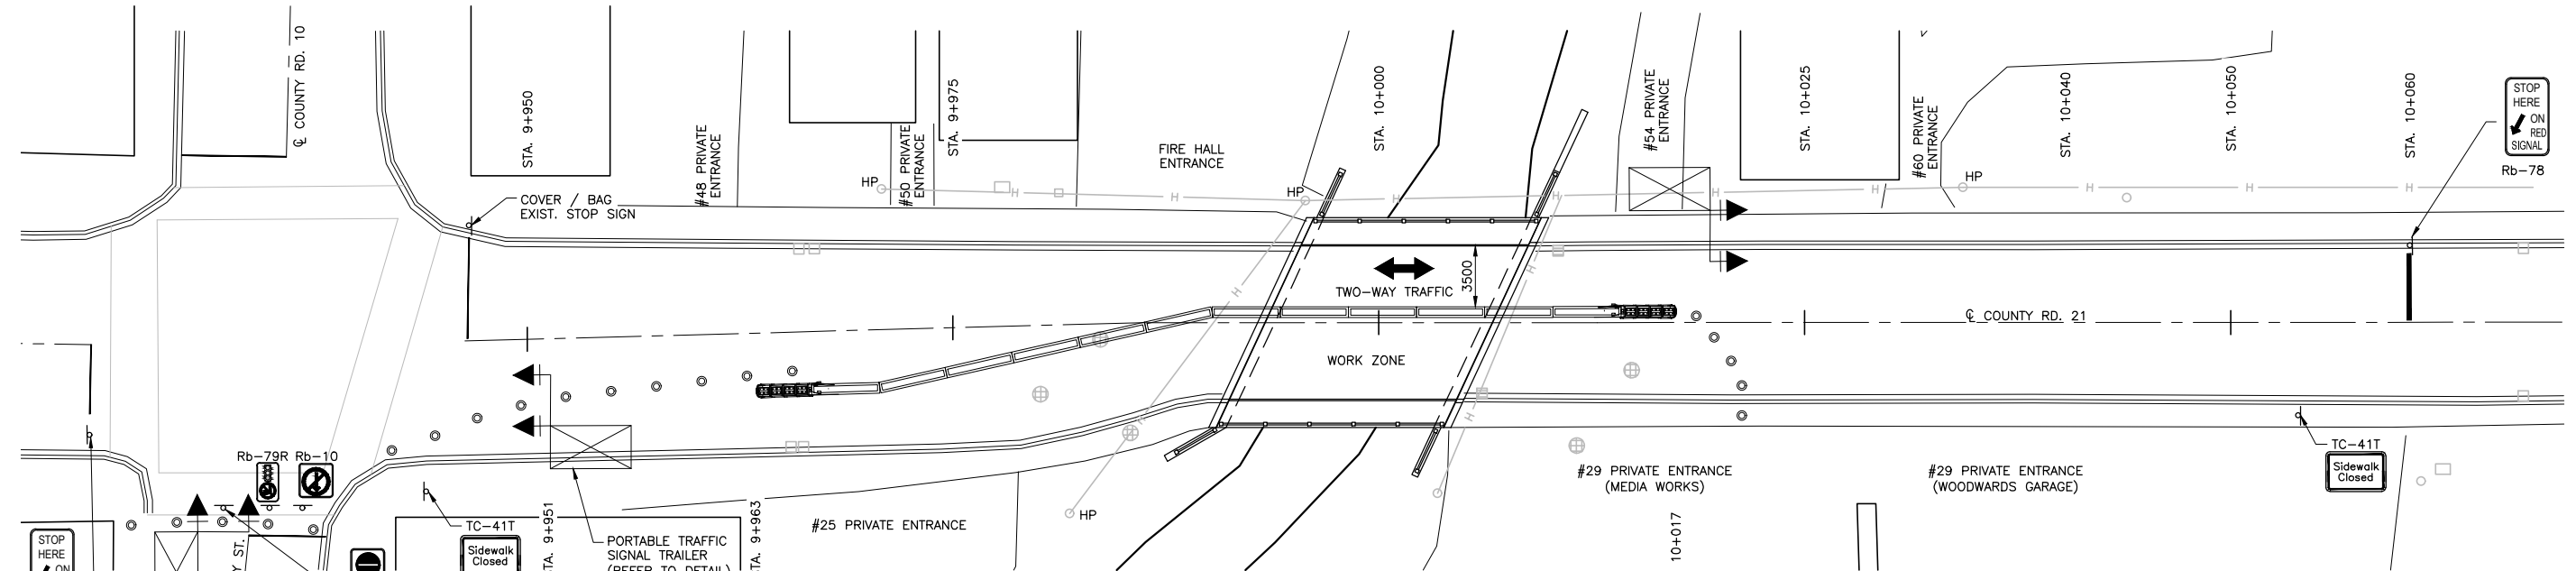 ℄ COUNTY RD. 10
STA. 9+950
#48 PRIVATE
ENTRANCE
#50 PRIVATE
ENTRANCE
STA. 9+975
FIRE HALL
ENTRANCE
STA. 10+000
#54 PRIVATE
ENTRANCE
STA. 10+025
#60 PRIVATE
ENTRANCE
STA. 10+040
STA. 10+050
STA. 10+060
STOP
HERE
ON
RED
SIGNAL
Rb-78
COVER / BAG
EXIST. STOP SIGN
HP
H
H
HP
H
H
H
H
HP
H
H
H
H
H
H
H
HP
3500
TWO-WAY TRAFFIC
℄ COUNTY RD. 21
WORK ZONE
Rb-79R Rb-10
TC-41T
Sidewalk
Closed
STA. 9+951
PORTABLE TRAFFIC
SIGNAL TRAILER
(REFER TO DETAIL)
STA. 9+963
#25 PRIVATE ENTRANCE
#29 PRIVATE ENTRANCE
(MEDIA WORKS)
10+017
#29 PRIVATE ENTRANCE
(WOODWARDS GARAGE)
TC-41T
Sidewalk
Closed
STOP
HERE
ON
Y ST.